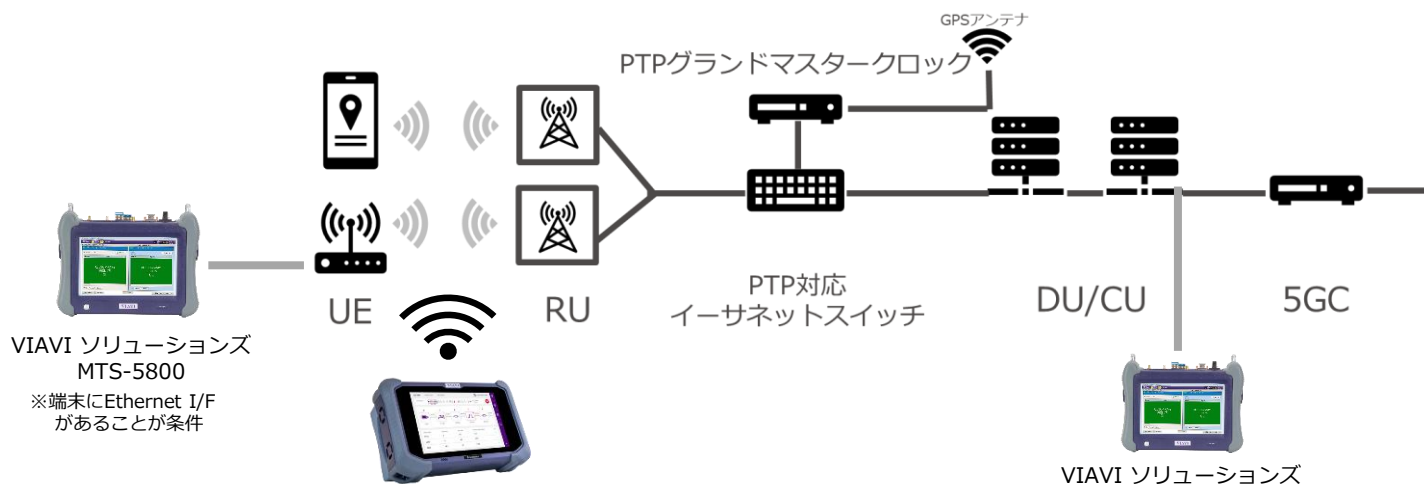 GPSアンテナ
PTPグランドマスタークロック
UE
RU
PTP対応
イーサネットスイッチ
DU/CU
5GC
VIAVI ソリューションズ
MTS-5800
※端末にEthernet I/F
があることが条件
VIAVI
VIAVI
VIAVI
VIAVI ソリューションズ